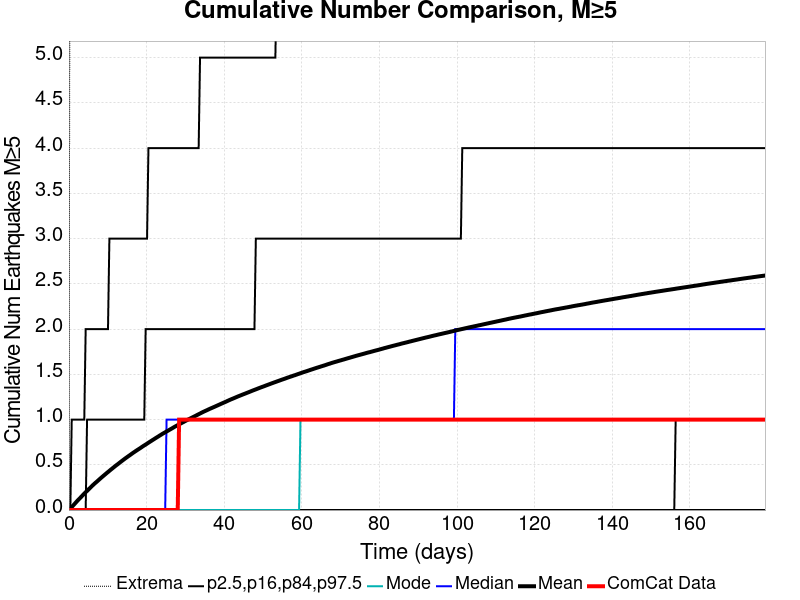 Cumulative Number Comparison, M≥5
Cumulative Num Earthquakes M≥5
5.0
4.5
4.0
3.5
3.0
2.5
2.0
1.5
1.0
0.5
0.0
0 20 40 60 80 100 120 140 160
Time (days)
Extrema p2.5,p16,p84,p97.5 Mode Median Mean ComCat Data